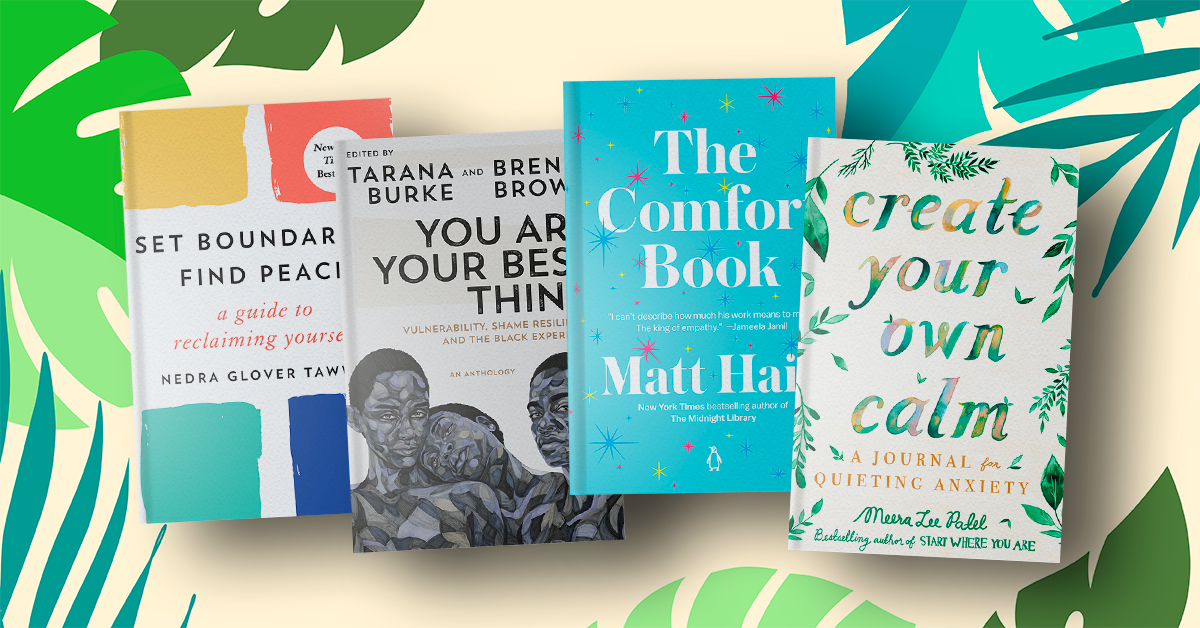 New
Ti
Best
SET BOUNDAR
FIND PEAC
a guide to
reclaiming yourse
NEDRA GLOVER TAW
EDITED BY
TARANA AND BREN
BURKE BROW
YOU AR
YOUR BES
THIN
VULNERABILITY, SHAME RESILI
AND THE BLACK EXPER
AN ANTHOLOGY
The
Comfor
Book
"I can't describe how much his work means to m
The king of empathy." —Jameela Jamil
Matt Hai
New York Times bestselling author of
The Midnight Library
create
your
own
calm
A JOURNAL for
QUIETING ANXIETY
Meera Lee Patel
Bestselling author of START WHERE YOU ARE